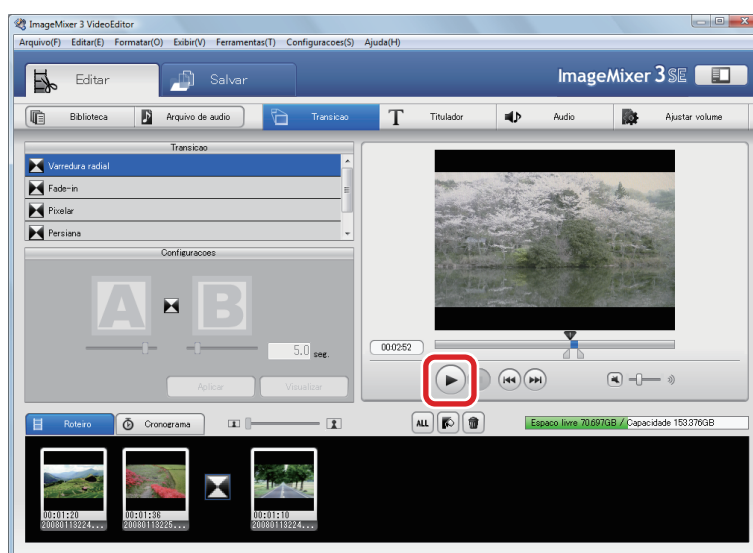 ImageMixer 3 VideoEditor
Arquivo(F) Editar(E) Formatar(O) Exibir(V) Ferramentas(T) Configuracoes(S) Ajuda(H)
Editar Salvar ImageMixer 3 SE
Biblioteca Arquivo de audio Transicao T Titulador Audio Ajustar volume
Transicao
Varredura radial
Fade-in
Pixelar
Persiana
Configuracoes
A B
5.0 seg.
Aplicar Visualizar
00:02:52
Roteiro Cronograma ALL Espaco livre 70.697GB / Capacidade 153.376GB
00:01:20 00:01:36 00:01:10
20080113224... 20080113225... 20080113224...